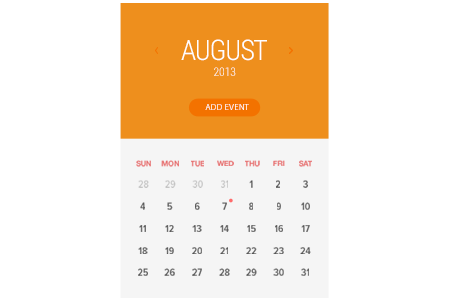 AUGUST
2013
ADD EVENT
SUN MON TUE WED THU FRI SAT
28 29 30 31 1 2 3
4 5 6 7 8 9 10
11 12 13 14 15 16 17
18 19 20 21 22 23 24
25 26 27 28 29 30 31